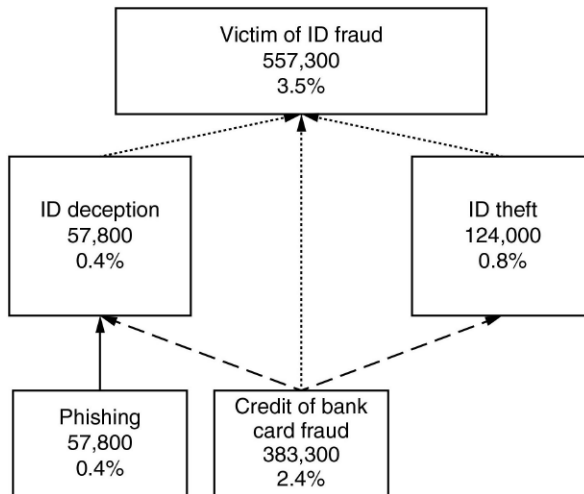 Victim of ID fraud
557,300
3.5%
ID deception
57,800
0.4%
ID theft
124,000
0.8%
Phishing
57,800
0.4%
Credit of bank
card fraud
383,300
2.4%